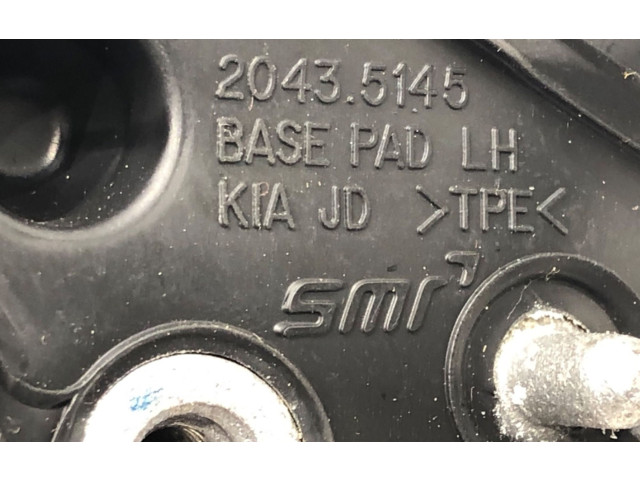 2043.5145
BASE PAD LH
KIA JD >TPE<
smr